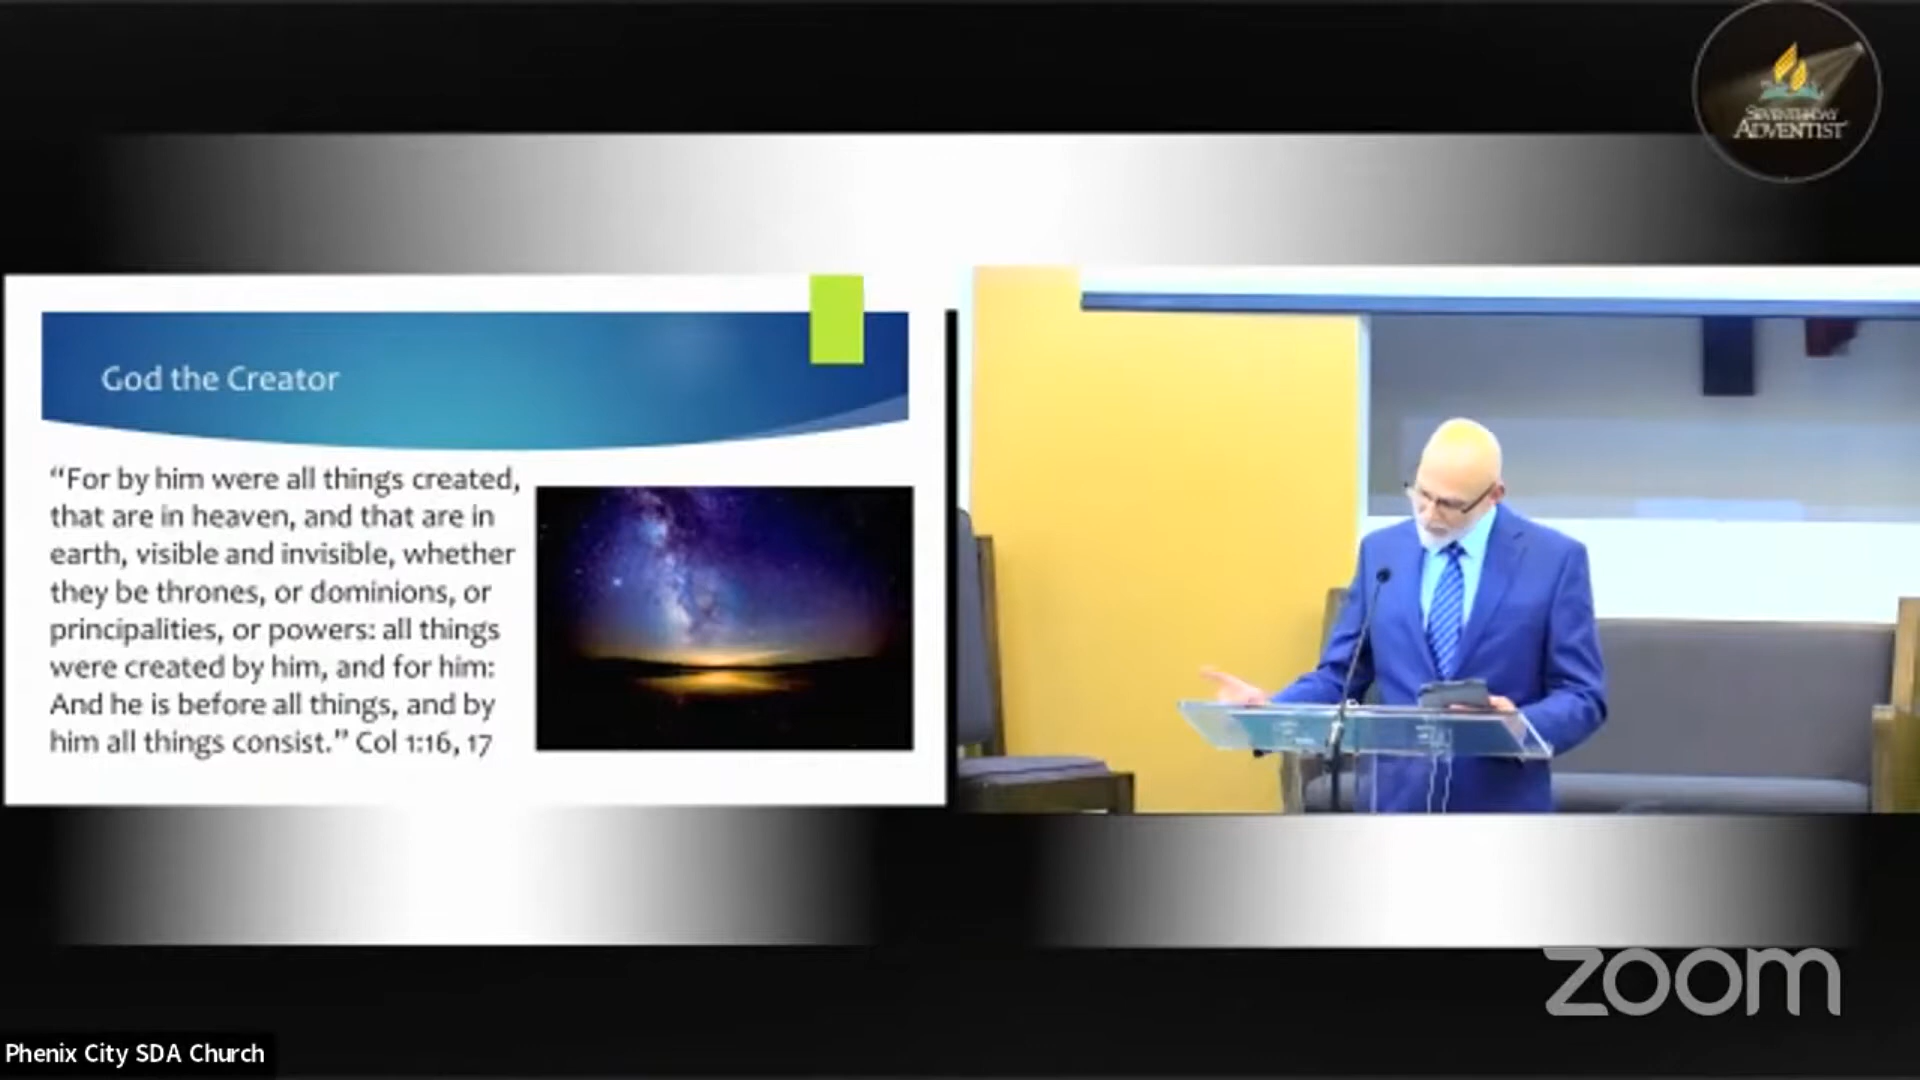 SEVENTH-DAY
ADVENTIST
God the Creator
“For by him were all things created,
that are in heaven, and that are in
earth, visible and invisible, whether
they be thrones, or dominions, or
principalities, or powers: all things
were created by him, and for him:
And he is before all things, and by
him all things consist.” Col 1:16, 17
zoom
Phenix City SDA Church